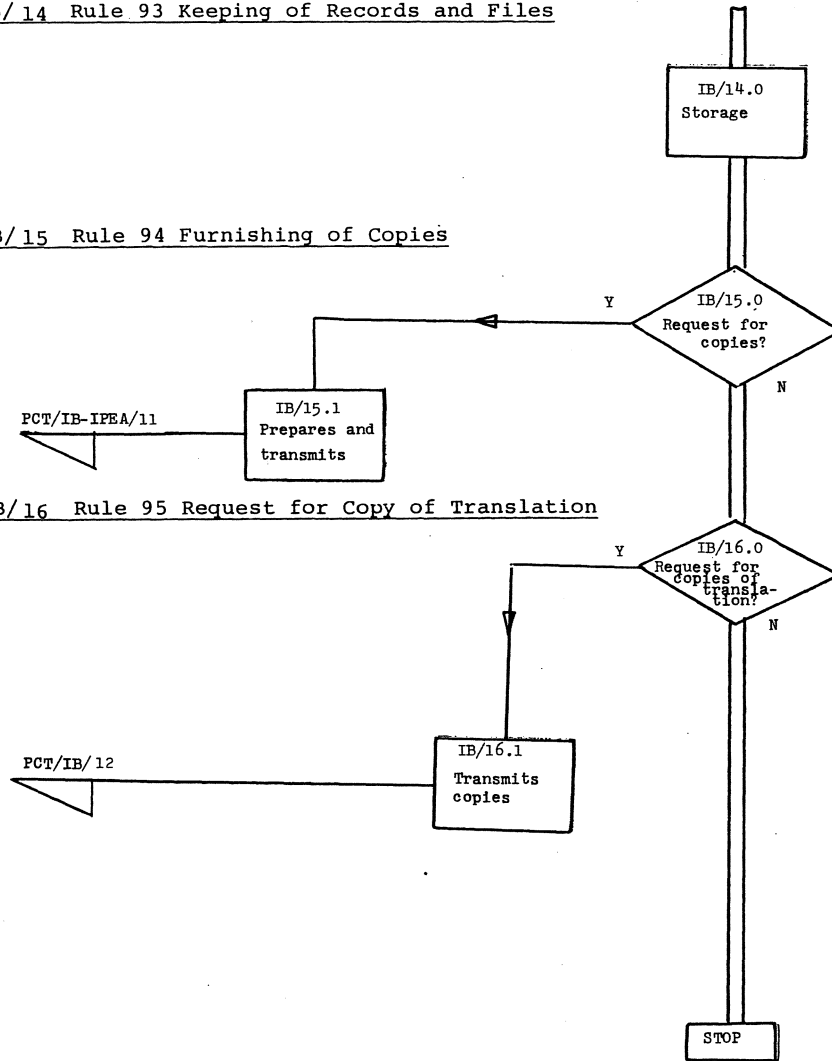 /14 Rule 93 Keeping of Records and Files
IB/14.0
Storage
/15 Rule 94 Furnishing of Copies
Y
IB/15.0
Request for
copies?
N
PCT/IB-IPEA/11
IB/15.1
Prepares and
transmits
/16 Rule 95 Request for Copy of Translation
Y
IB/16.0
Request for
copies of
transla-
tion?
N
IB/16.1
Transmits
copies
PCT/IB/12
STOP